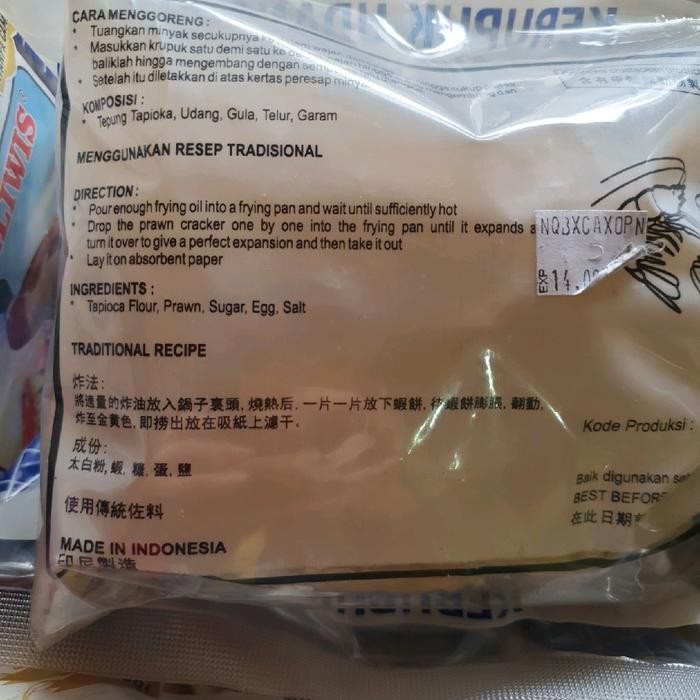 CARA MENGGORENG :
* Tuangkan minyak secukupnya ke dalam wajan
* Masukkan krupuk satu demi satu ke
baliklah hingga mengembang dengan
* Setelah itu diletakkan di atas kertas peresap
KOMPOSISI :
* Tepung Tapioka, Udang, Gula, Telur, Garam
MENGGUNAKAN RESEP TRADISIONAL
DIRECTION :
* Pour enough frying oil into a frying pan and wait until sufficiently hot
* Drop the prawn cracker one by one into the frying pan until it expands
turn it over to give a perfect expansion and then take it out
* Lay it on absorbent paper
INGREDIENTS :
* Tapioca Flour, Prawn, Sugar, Egg, Salt
TRADITIONAL RECIPE
炸法:
將適量的炸油放入鍋子裏頭, 燒熱后, 一片一片放下蝦餅, 待蝦餅膨脹, 翻動,
炸至金黄色, 即撈出放在吸紙上濾干。
成份:
太白粉, 蝦, 糖, 蛋, 鹽
使用傳統佐料
MADE IN INDONESIA
印尼製造
KERUPUK UDANG
NQBXCAXOPN
EXP 14.
Kode Produksi :
Baik digunakan
BEST BEFORE
在此日期